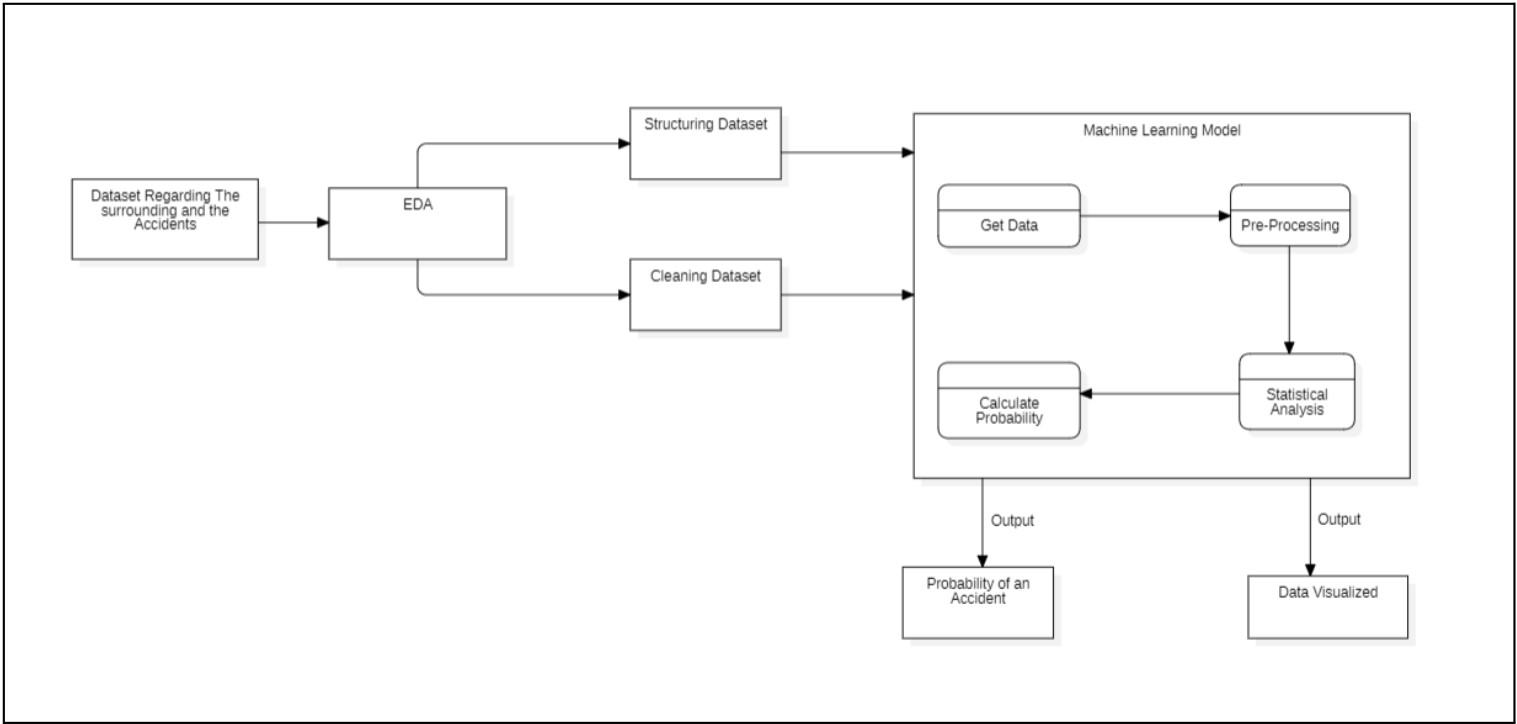 Dataset Regarding The
surrounding and the
Accidents
EDA
Structuring Dataset
Cleaning Dataset
Machine Learning Model
Get Data
Pre-Processing
Statistical
Analysis
Calculate
Probability
Output
Output
Probability of an
Accident
Data Visualized